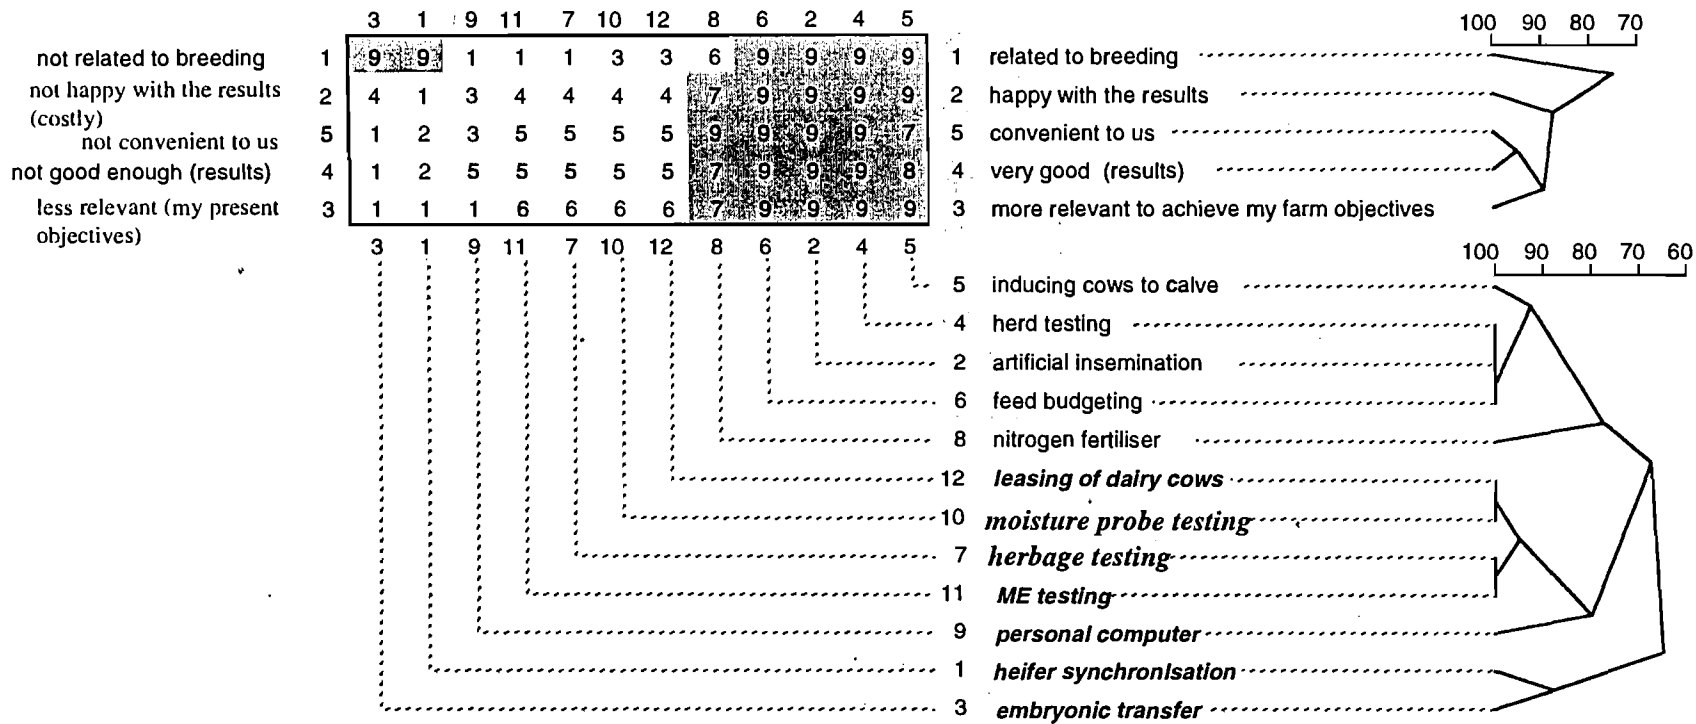 3 1 9 11 7 10 12 8 6 2 4 5
100 90 80 70
not related to breeding 1 9 9 1 1 1 3 3 6 9 9 9 9 1 related to breeding
not happy with the results (costly) 2 4 1 3 4 4 4 4 7 9 9 9 9 2 happy with the results
not convenient to us 5 1 2 3 5 5 5 5 9 9 9 9 7 5 convenient to us
not good enough (results) 4 1 2 5 5 5 5 5 7 9 9 9 8 4 very good (results)
less relevant (my present objectives) 3 1 1 1 6 6 6 6 7 9 9 9 9 3 more relevant to achieve my farm objectives
3 1 9 11 7 10 12 8 6 2 4 5
100 90 80 70 60
5 inducing cows to calve
4 herd testing
2 artificial insemination
6 feed budgeting
8 nitrogen fertiliser
12 leasing of dairy cows
10 moisture probe testing
7 herbage testing
11 ME testing
9 personal computer
1 heifer synchronisation
3 embryonic transfer